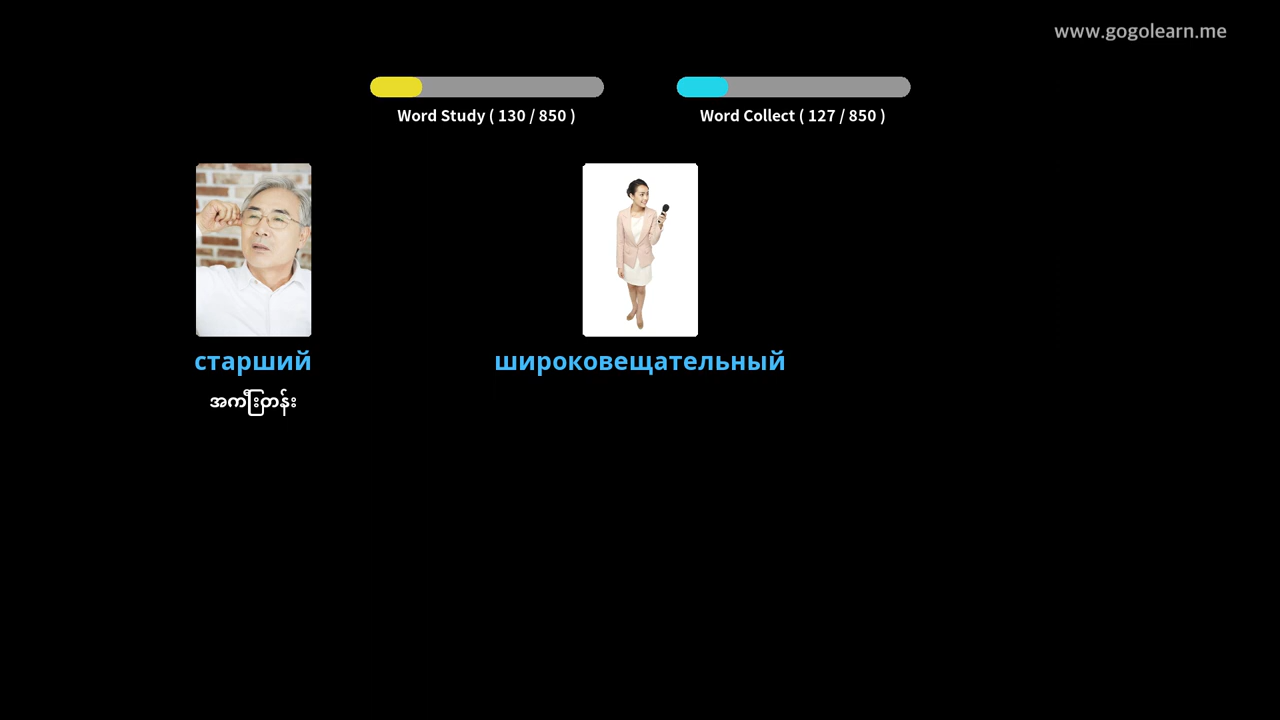 www.gogolearn.me
Word Study ( 130 / 850 )
Word Collect ( 127 / 850 )
старший
широковещательный
အကြီးတန်း